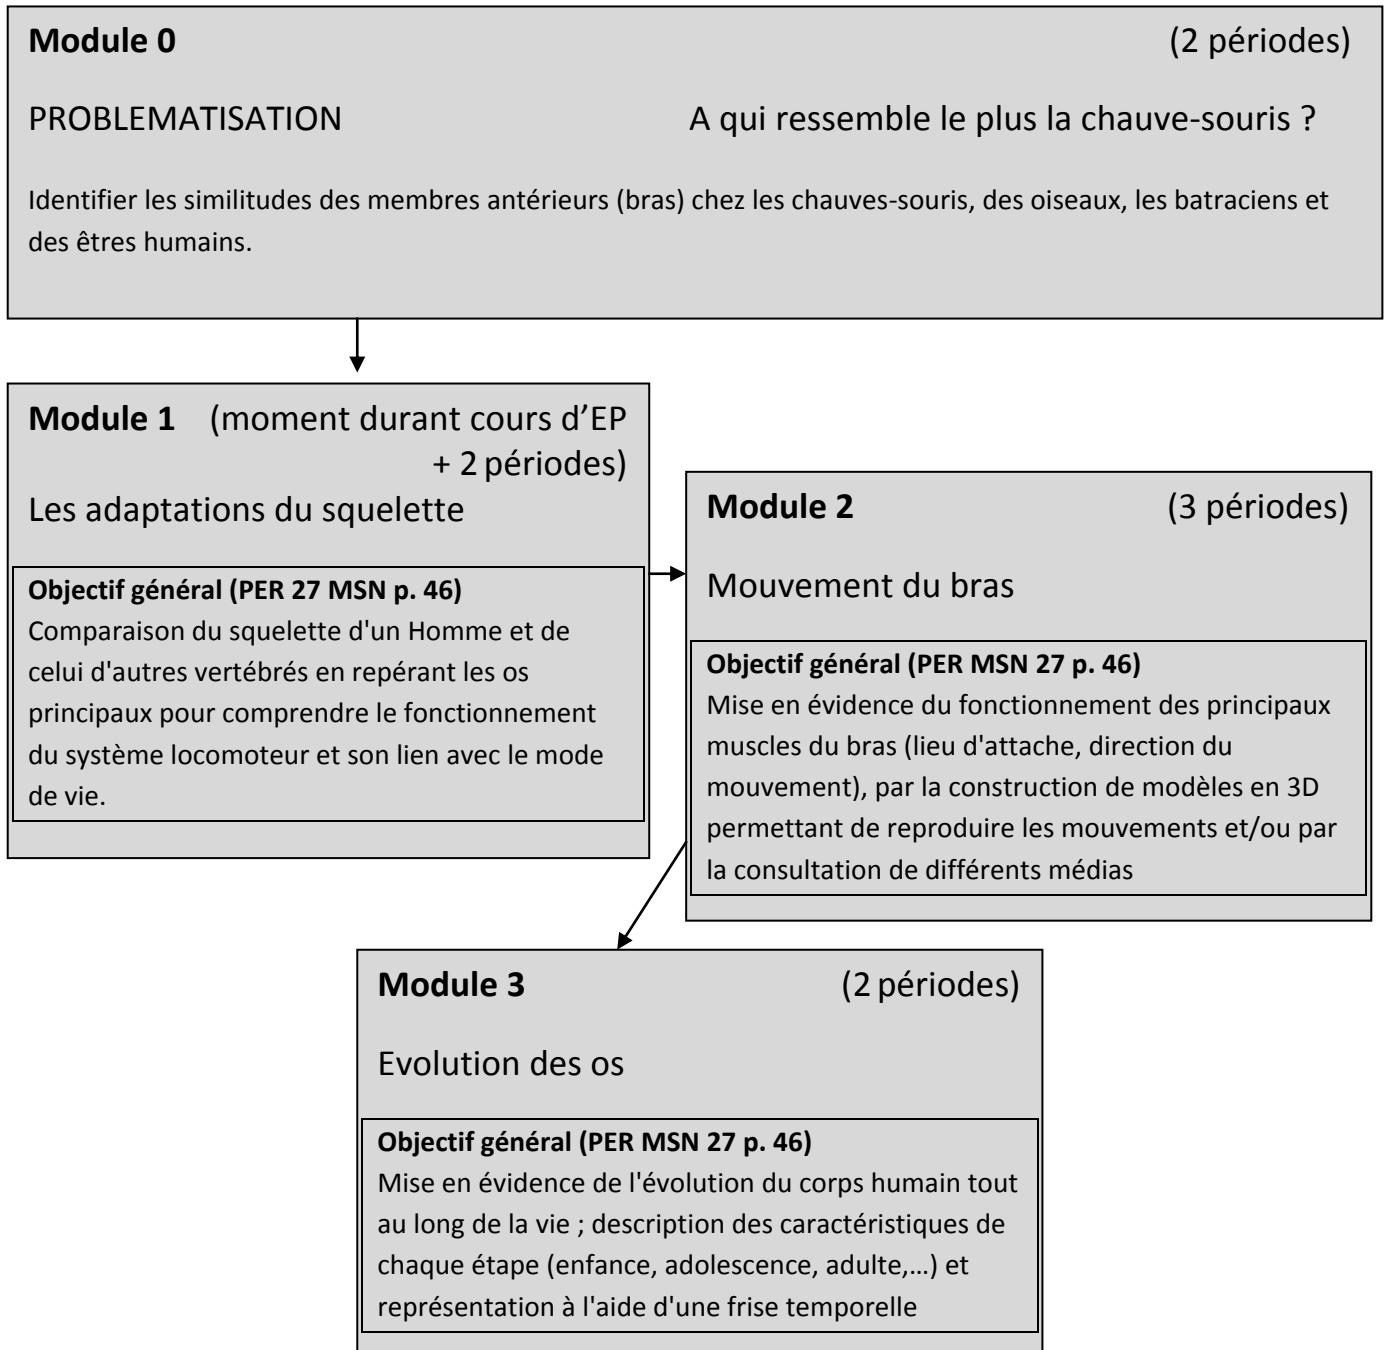 Module 0 (2 périodes)
PROBLEMATISATION A qui ressemble le plus la chauve-souris ?
Identifier les similitudes des membres antérieurs (bras) chez les chauves-souris, des oiseaux, les batraciens et
des êtres humains.
Module 1 (moment durant cours d’EP
+ 2 périodes)
Les adaptations du squelette
Objectif général (PER 27 MSN p. 46)
Comparaison du squelette d'un Homme et de
celui d'autres vertébrés en repérant les os
principaux pour comprendre le fonctionnement
du système locomoteur et son lien avec le mode
de vie.
Module 2 (3 périodes)
Mouvement du bras
Objectif général (PER MSN 27 p. 46)
Mise en évidence du fonctionnement des principaux
muscles du bras (lieu d'attache, direction du
mouvement), par la construction de modèles en 3D
permettant de reproduire les mouvements et/ou par
la consultation de différents médias
Module 3 (2 périodes)
Evolution des os
Objectif général (PER MSN 27 p. 46)
Mise en évidence de l'évolution du corps humain tout
au long de la vie ; description des caractéristiques de
chaque étape (enfance, adolescence, adulte,…) et
représentation à l'aide d'une frise temporelle